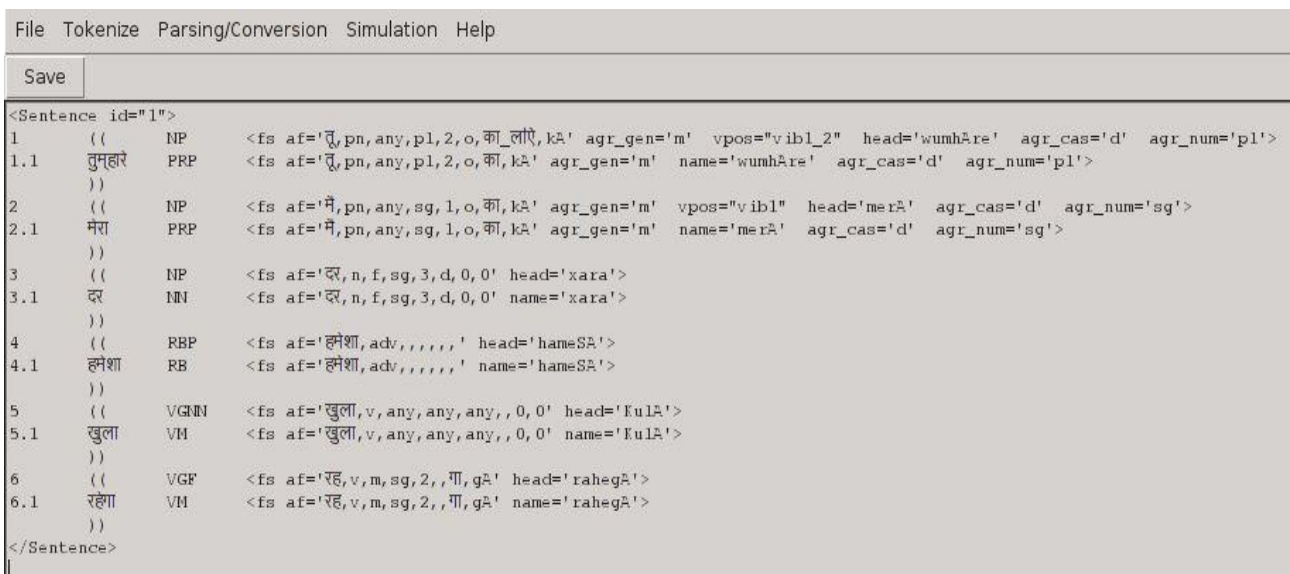 File Tokenize Parsing/Conversion Simulation Help
Save
<Sentence id="1">
1 (( NP <fs af='तू,pn,any,pl,2,o,का_लिए,kA' agr_gen='m' vpos="vib1_2" head='wumhAre' agr_cas='d' agr_num='pl'>
1.1 तुम्हारे PRP <fs af='तू,pn,any,pl,2,o,का,kA' agr_gen='m' name='wumhAre' agr_cas='d' agr_num='pl'>
))
2 (( NP <fs af='मैं,pn,any,sg,1,o,का,kA' agr_gen='m' vpos="vib1" head='merA' agr_cas='d' agr_num='sg'>
2.1 मेरा PRP <fs af='मैं,pn,any,sg,1,o,का,kA' agr_gen='m' name='merA' agr_cas='d' agr_num='sg'>
))
3 (( NP <fs af='दर,n,f,sg,3,d,0,0' head='xara'>
3.1 दर NN <fs af='दर,n,f,sg,3,d,0,0' name='xara'>
))
4 (( RBP <fs af='हमेशा,adv,,,,,,' head='hameSA'>
4.1 हमेशा RB <fs af='हमेशा,adv,,,,,,' name='hameSA'>
))
5 (( VGNN <fs af='खुला,v,any,any,any,,0,0' head='KulA'>
5.1 खुला VM <fs af='खुला,v,any,any,any,,0,0' name='KulA'>
))
6 (( VGF <fs af='रह,v,m,sg,2,,गा,gA' head='rahegA'>
6.1 रहेगा VM <fs af='रह,v,m,sg,2,,गा,gA' name='rahegA'>
))
</Sentence>